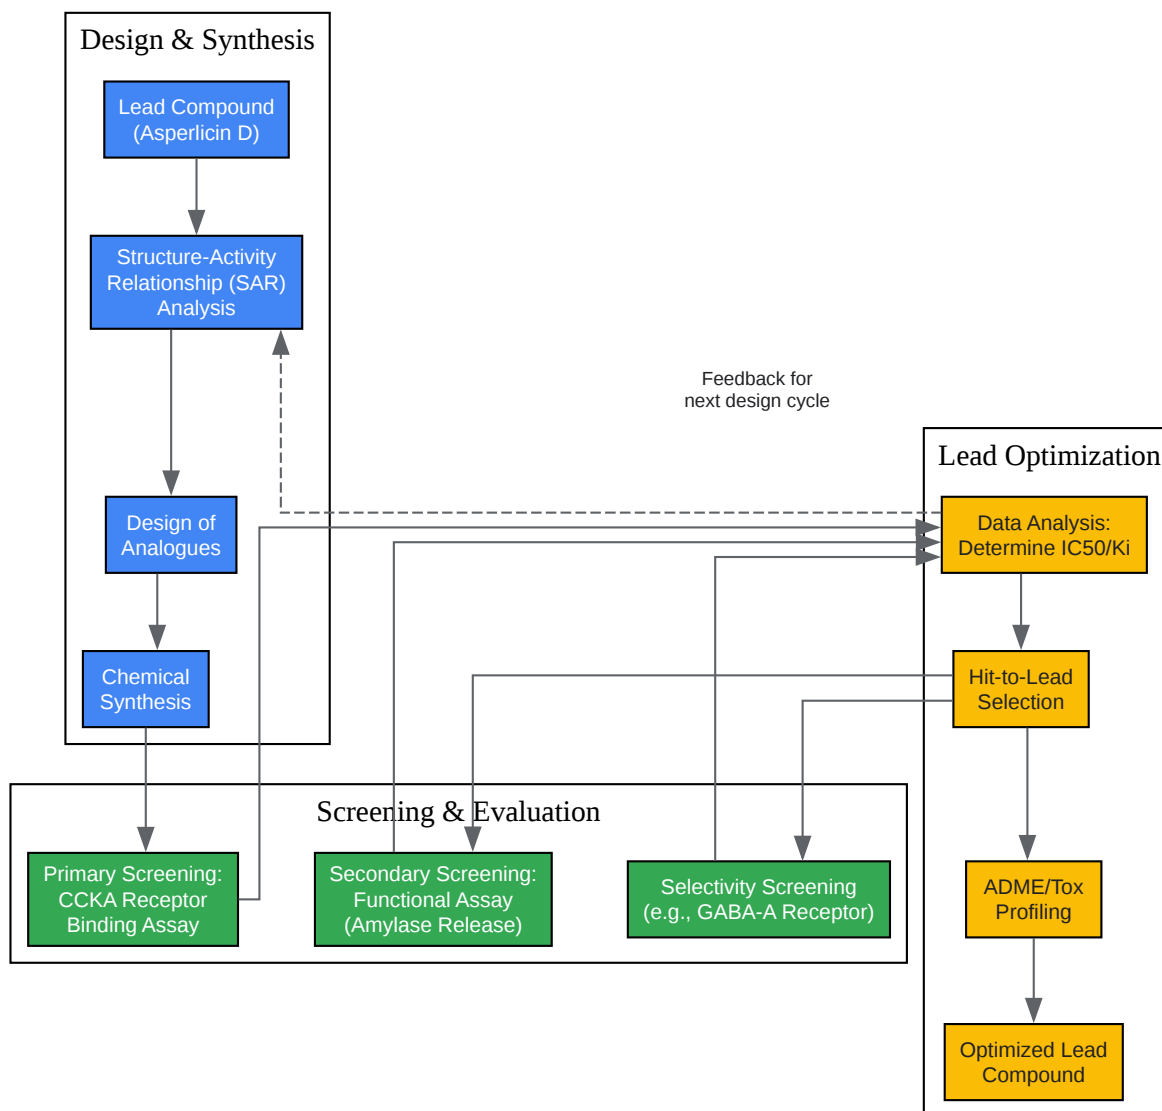 Design & Synthesis
Lead Compound
(Asperlicin D)
Structure-Activity
Relationship (SAR)
Analysis
Feedback for
next design cycle
Lead Optimization
Design of
Analogues
Data Analysis:
Determine IC50/Ki
Chemical
Synthesis
Hit-to-Lead
Selection
Screening & Evaluation
Primary Screening:
CCKA Receptor
Binding Assay
Secondary Screening:
Functional Assay
(Amylase Release)
Selectivity Screening
(e.g., GABA-A Receptor)
ADME/Tox
Profiling
Optimized Lead
Compound